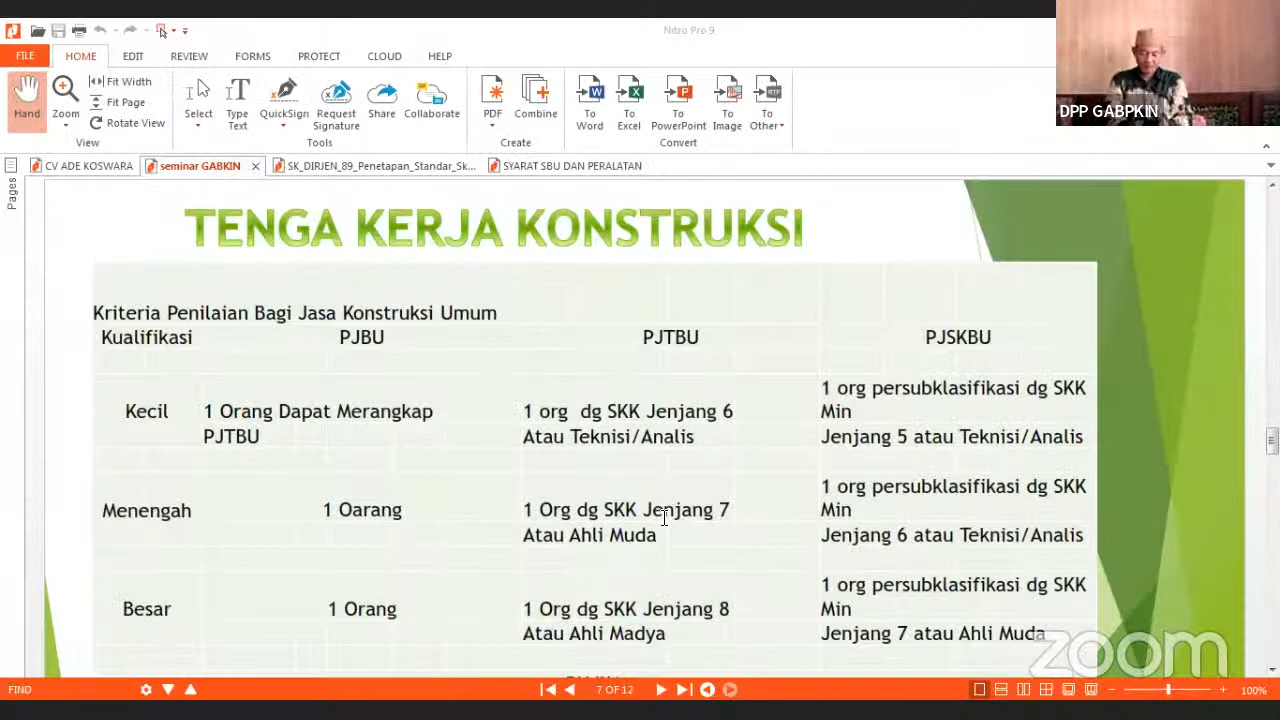 Nitro Pro 9
FILE HOME EDIT REVIEW FORMS PROTECT CLOUD HELP
Hand
Zoom
Fit Width
Fit Page
Rotate View
View
Select
Type
Text
QuickSign
Request
Signature
Share
Collaborate
Tools
PDF
Combine
Create
To
Word
To
Excel
To
PowerPoint
To
Image
To
Other
Convert
DPP GABPKIN
CV ADE KOSWARA
seminar GABKIN
SK_DIRJEN_89_Penetapan_Standar_Sk...
SYARAT SBU DAN PERALATAN
Pages
TENGA KERJA KONSTRUKSI
Kriteria Penilaian Bagi Jasa Konstruksi Umum
Kualifikasi PJBU PJTBU PJSKBU
Kecil
1 Orang Dapat Merangkap
PJTBU
1 org dg SKK Jenjang 6
Atau Teknisi/Analis
1 org persubklasifikasi dg SKK
Min
Jenjang 5 atau Teknisi/Analis
Menengah
1 Oarang
1 Org dg SKK Jenjang 7
Atau Ahli Muda
1 org persubklasifikasi dg SKK
Min
Jenjang 6 atau Teknisi/Analis
Besar
1 Orang
1 Org dg SKK Jenjang 8
Atau Ahli Madya
1 org persubklasifikasi dg SKK
Min
Jenjang 7 atau Ahli Muda
zoom
FIND
7 OF 12
100%